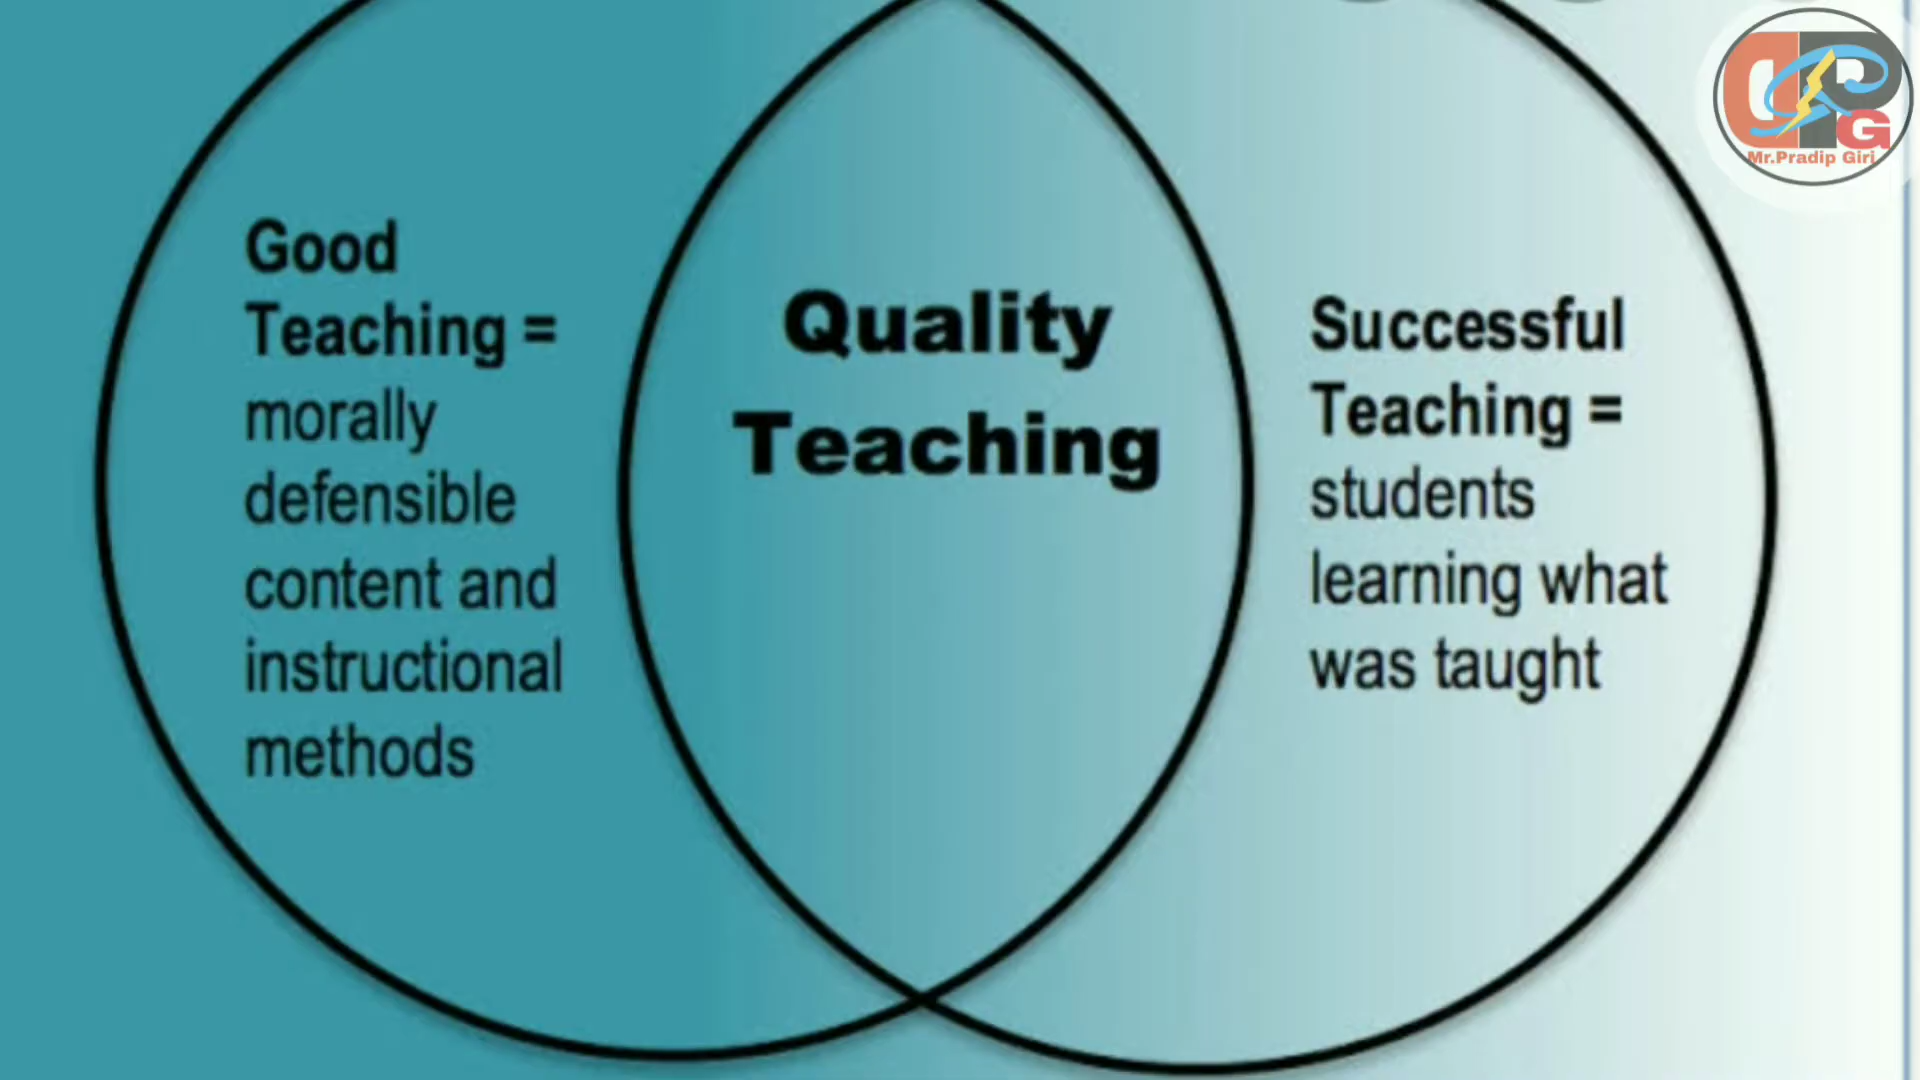 Good
Teaching =
morally
defensible
content and
instructional
methods
Quality
Teaching
Successful
Teaching =
students
learning what
was taught
G
Mr.Pradip Giri